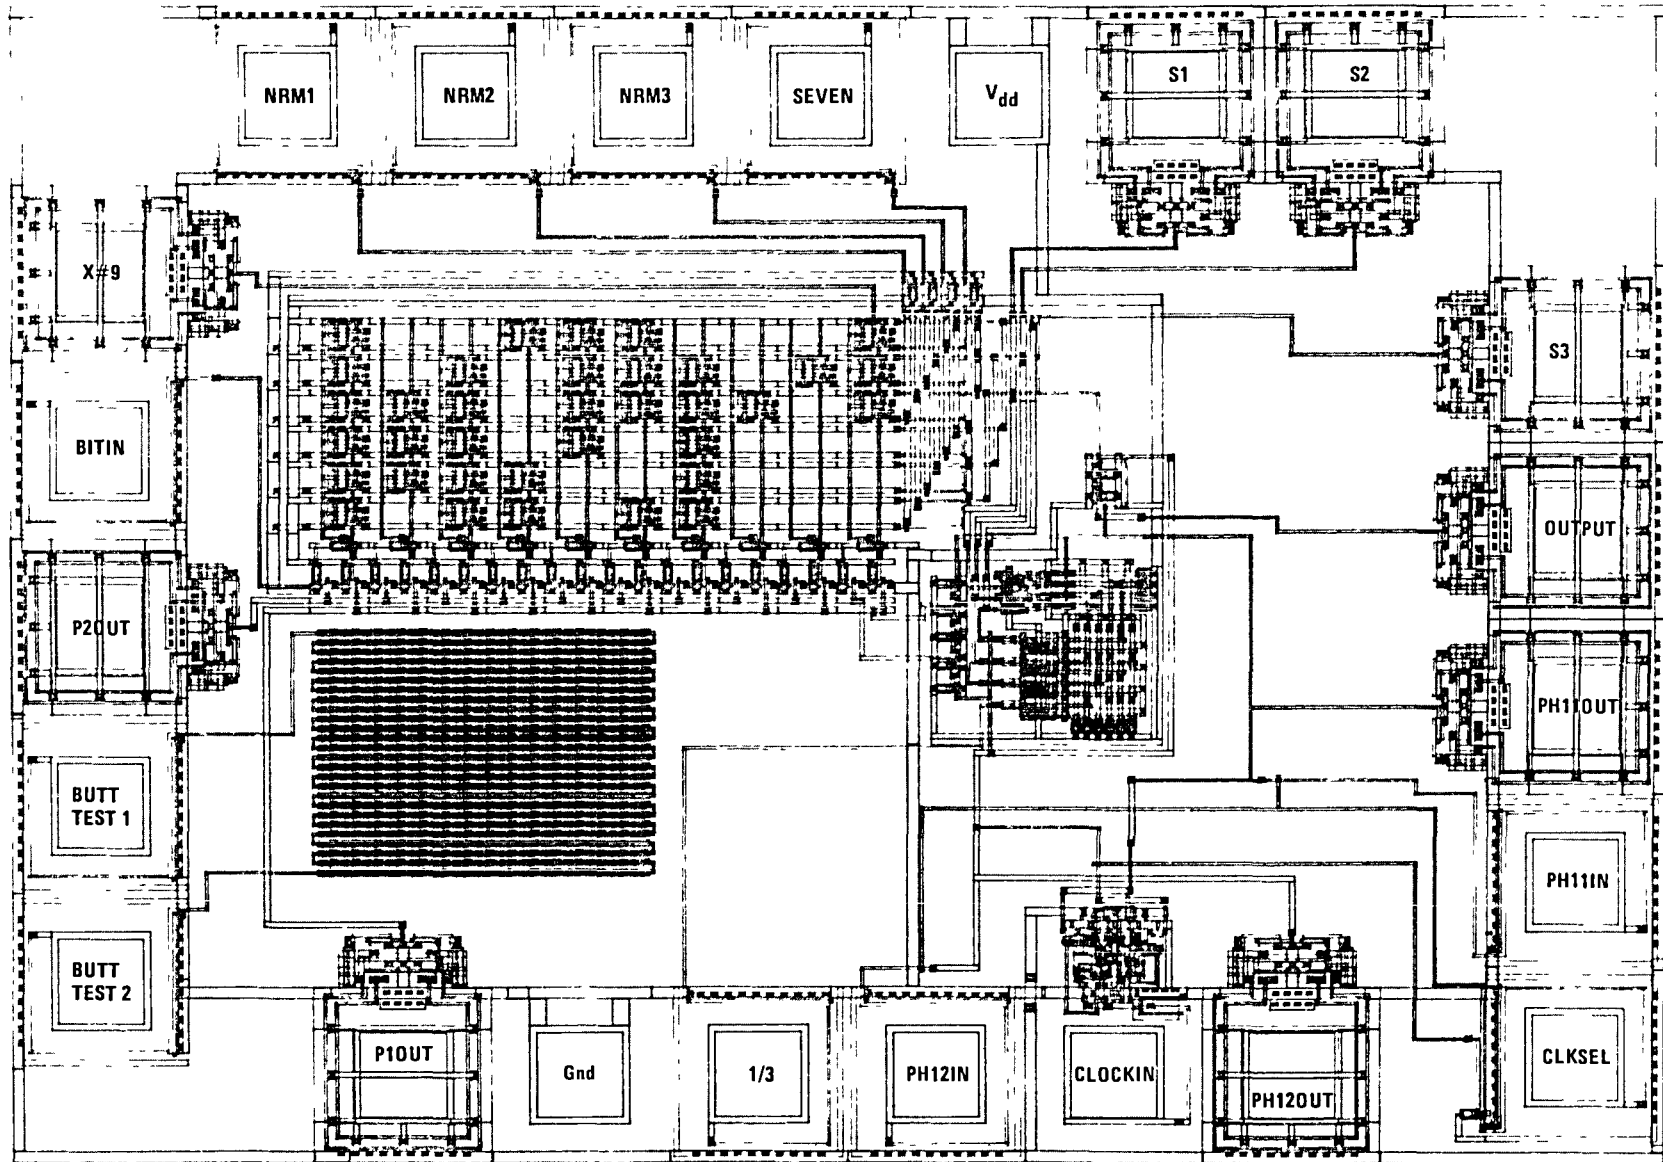 NRM1
NRM2
NRM3
SEVEN
Vdd
S1
S2
X#9
S3
BITIN
OUTPUT
P2OUT
PH11OUT
BUTT
TEST 1
PH11IN
BUTT
TEST 2
P1OUT
Gnd
1/3
PH12IN
CLOCKIN
PH12OUT
CLKSEL